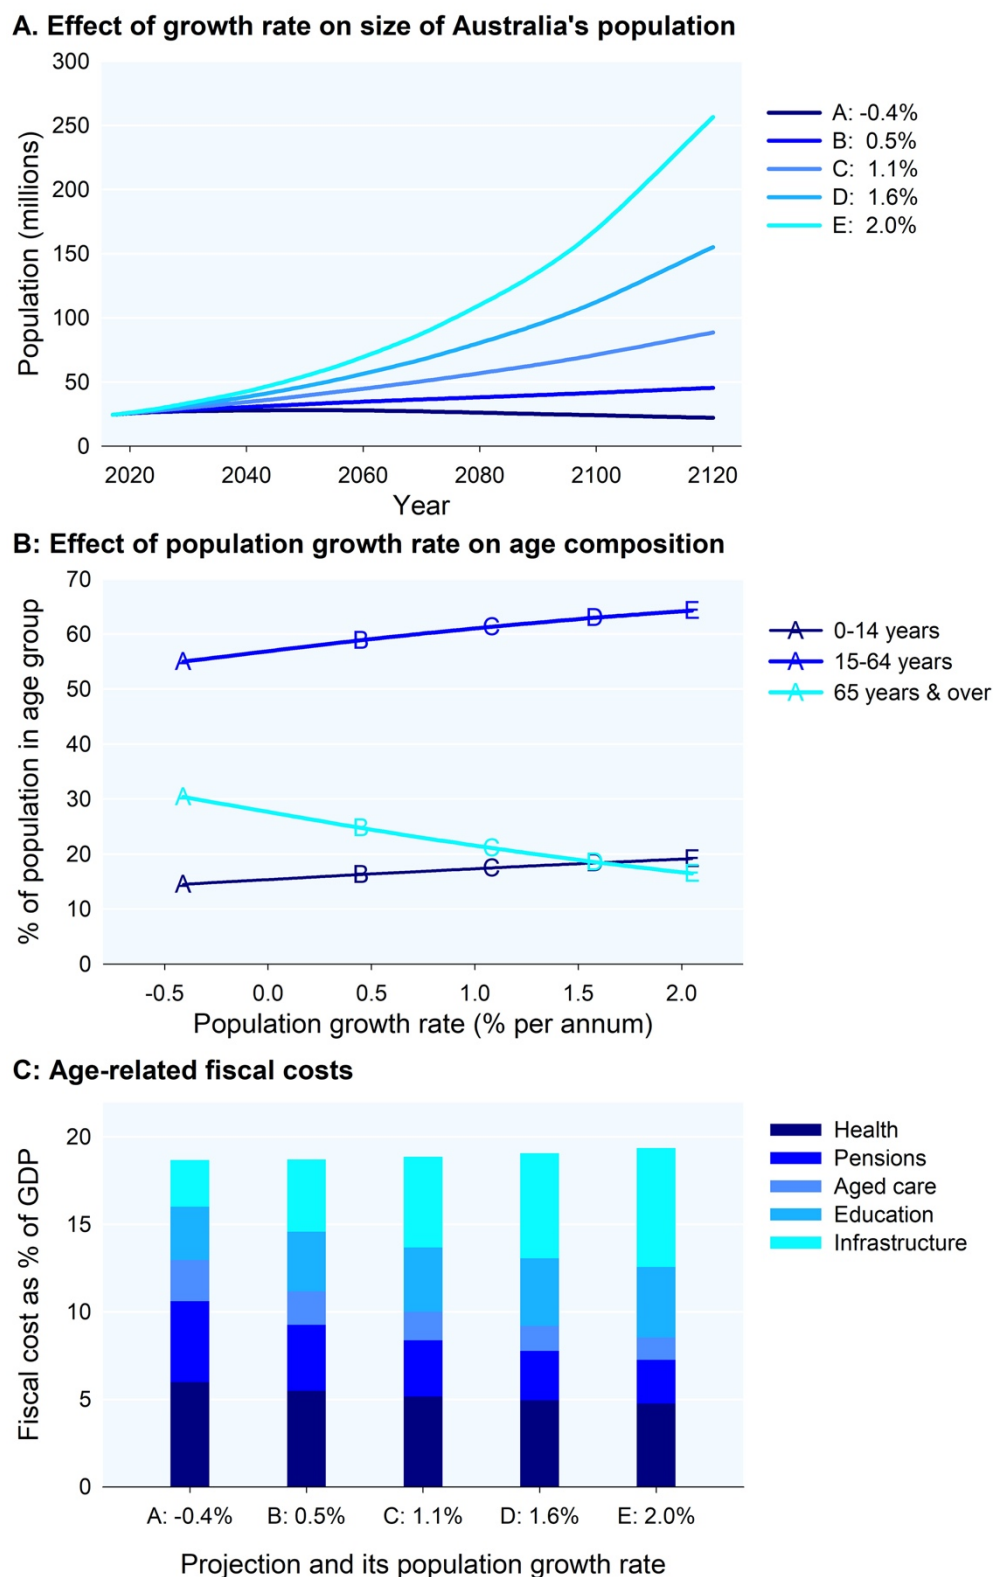 A. Effect of growth rate on size of Australia's population
300
250
200
150
100
50
0
Population (millions)
2020 2040 2060 2080 2100 2120
Year
A: -0.4%
B: 0.5%
C: 1.1%
D: 1.6%
E: 2.0%
B: Effect of population growth rate on age composition
70
60
50
40
30
20
10
0
% of population in age group
A B C D E
A B C D E
A B C D E
-0.5 0.0 0.5 1.0 1.5 2.0
Population growth rate (% per annum)
A 0-14 years
A 15-64 years
A 65 years & over
C: Age-related fiscal costs
20
15
10
5
0
Fiscal cost as % of GDP
A: -0.4% B: 0.5% C: 1.1% D: 1.6% E: 2.0%
Projection and its population growth rate
Health
Pensions
Aged care
Education
Infrastructure